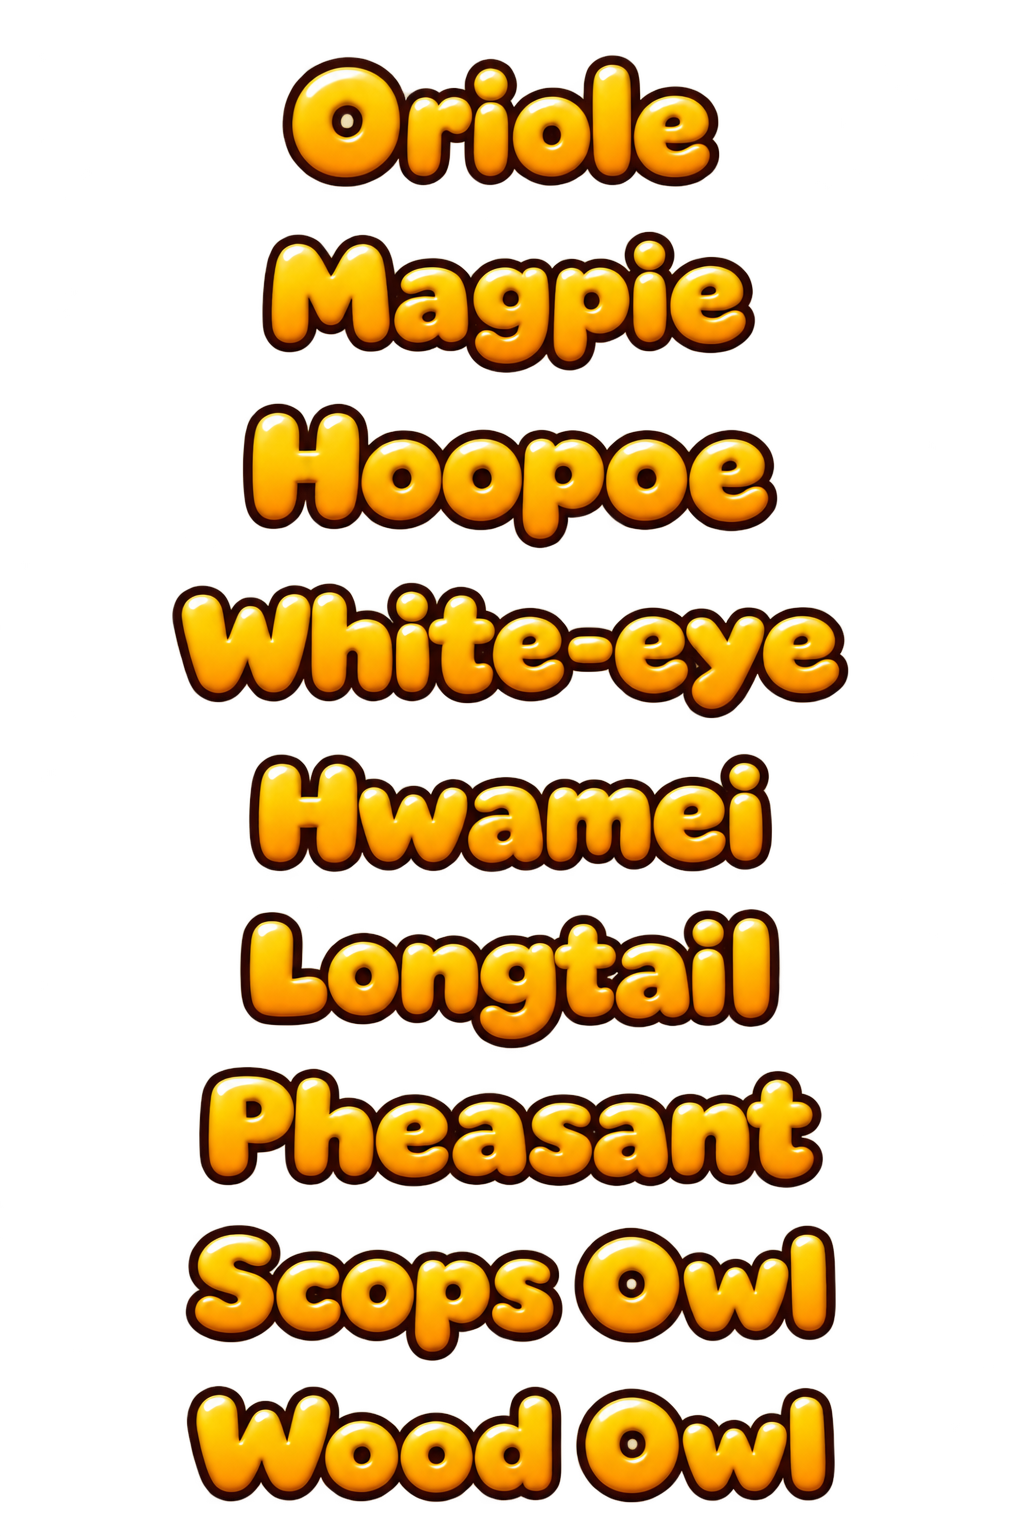 Oriole
Magpie
Hoopoe
White-eye
Hwamei
Longtail
Pheasant
Scops Owl
Wood Owl